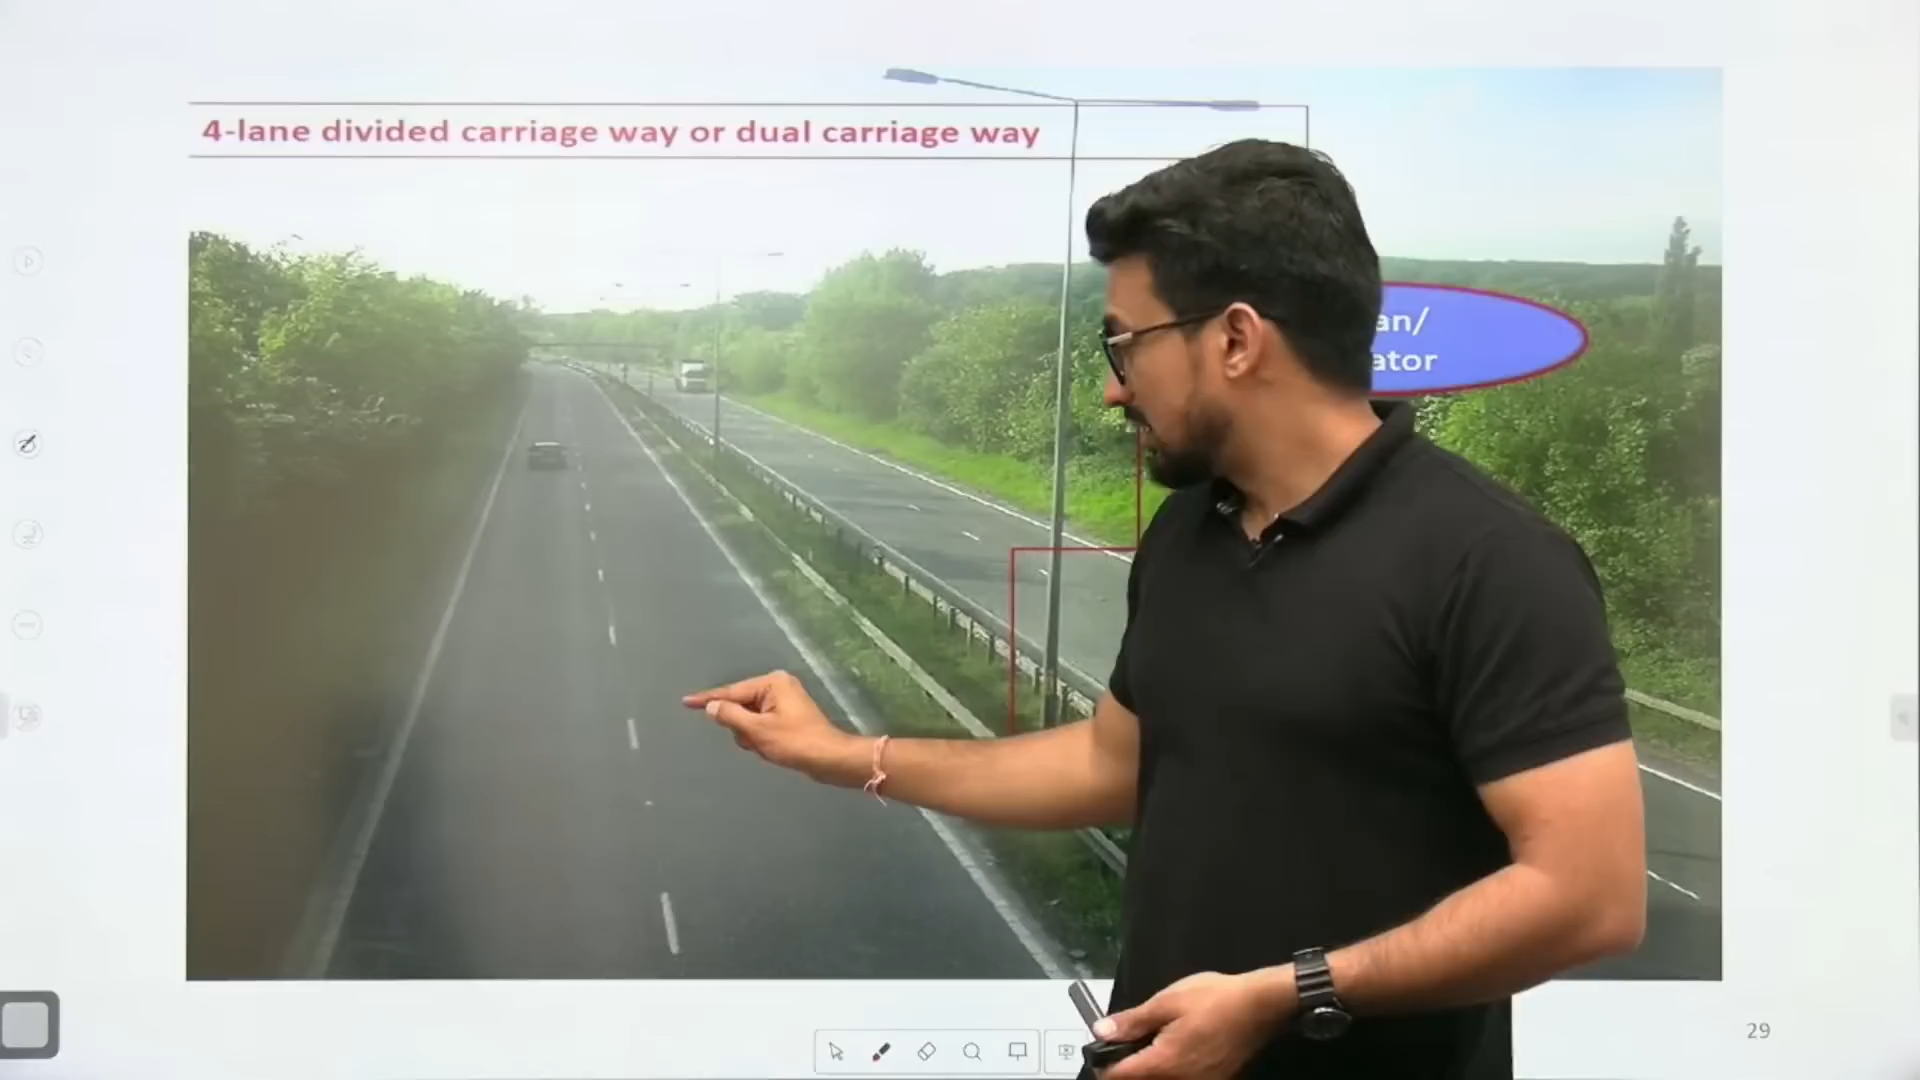 4-lane divided carriage way or dual carriage way
an/
ator
29